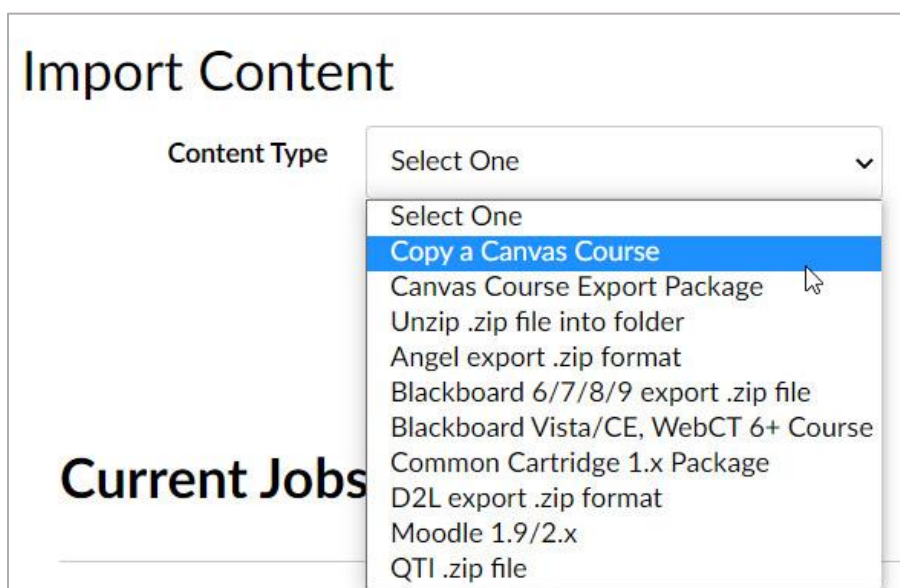 Import Content
Content Type
Select One
Select One
Copy a Canvas Course
Canvas Course Export Package
Unzip .zip file into folder
Angel export .zip format
Blackboard 6/7/8/9 export .zip file
Blackboard Vista/CE, WebCT 6+ Course
Common Cartridge 1.x Package
D2L export .zip format
Moodle 1.9/2.x
QTI .zip file
Current Jobs